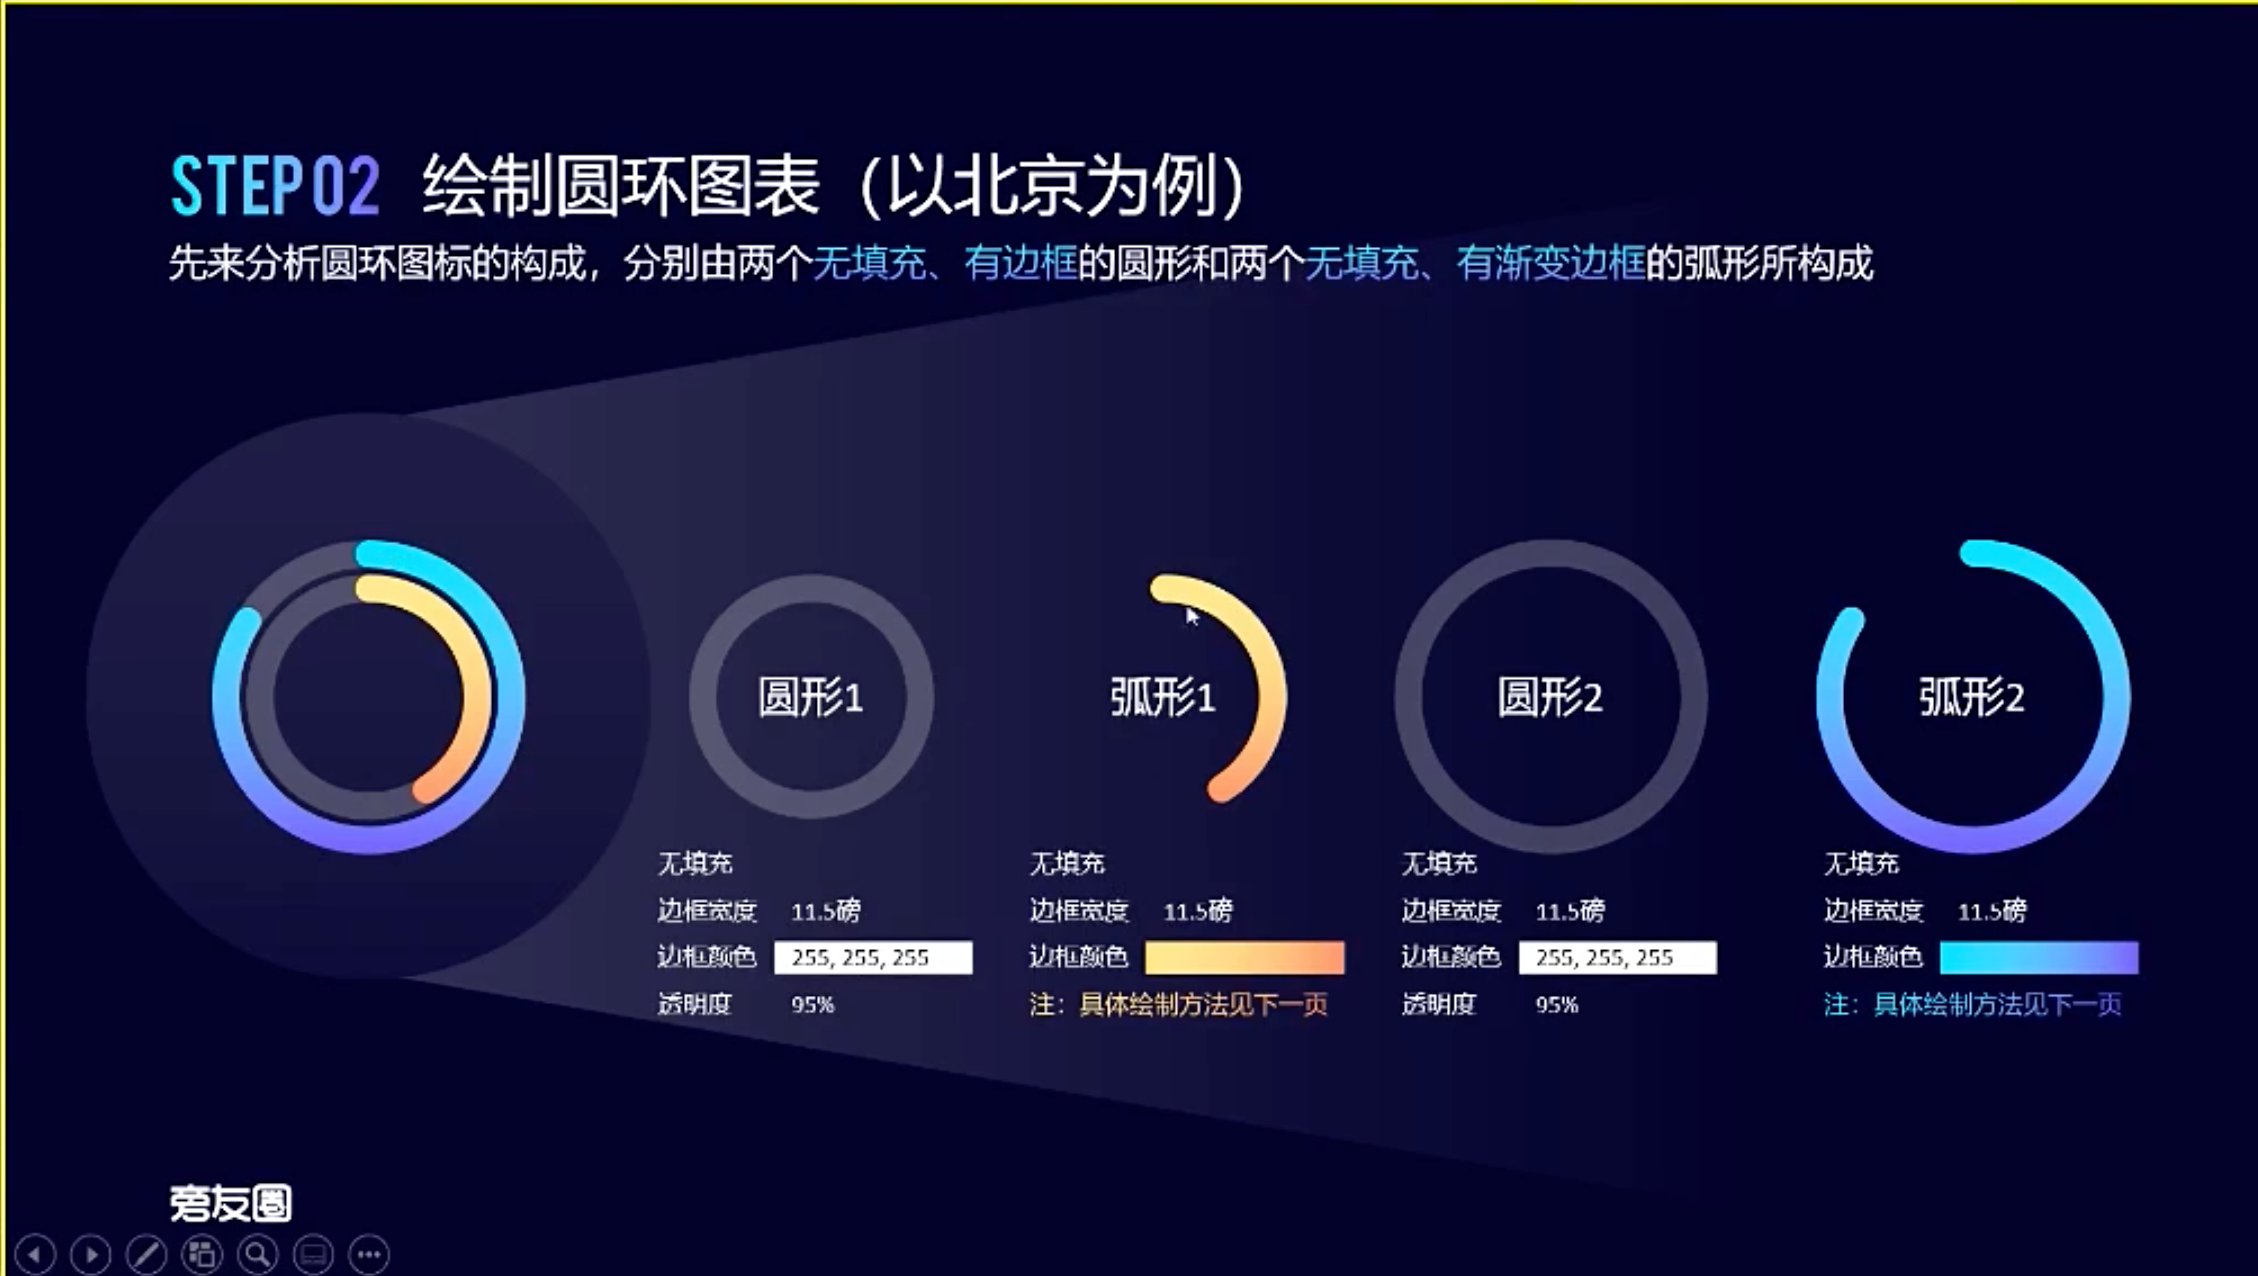 STEP 02 绘制圆环图表（以北京为例）
先来分析圆环图标的构成，分别由两个无填充、有边框的圆形和两个无填充、有渐变边框的弧形所构成
圆形1
弧形1
圆形2
弧形2
无填充
边框宽度 11.5磅
边框颜色 255, 255, 255
透明度 95%
无填充
边框宽度 11.5磅
边框颜色
注：具体绘制方法见下一页
无填充
边框宽度 11.5磅
边框颜色 255, 255, 255
透明度 95%
无填充
边框宽度 11.5磅
边框颜色
注：具体绘制方法见下一页
旁友圈